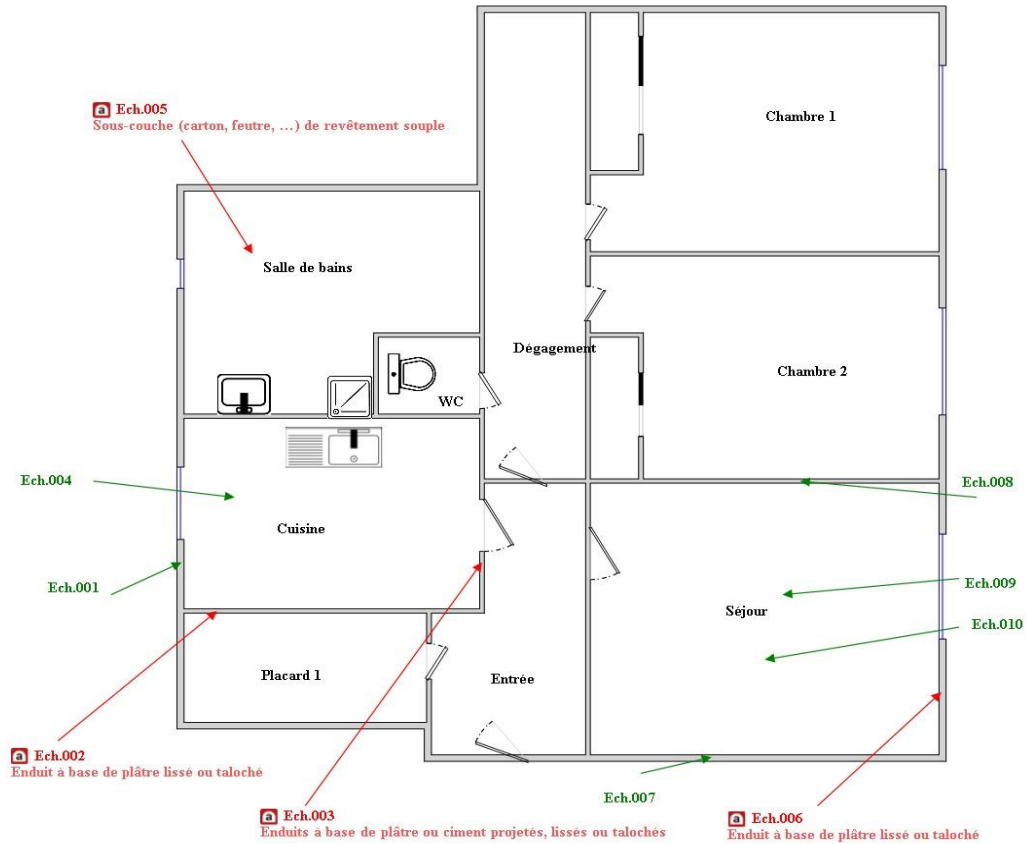 a Ech.005
Sous-couche (carton, feutre, ...) de revêtement souple
Chambre 1
Salle de bains
Dégagement
Chambre 2
WC
Ech.004
Ech.008
Cuisine
Ech.001
Ech.009
Séjour
Ech.010
Placard 1
Entrée
a Ech.002
Enduit à base de plâtre lissé ou taloché
Ech.007
a Ech.003
Enduits à base de plâtre ou ciment projetés, lissés ou talochés
a Ech.006
Enduit à base de plâtre lissé ou taloché